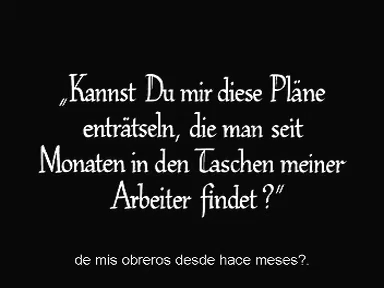 „Kannst Du mir diese Pläne
enträtseln, die man seit
Monaten in den Taschen meiner
Arbeiter findet?"
de mis obreros desde hace meses?.